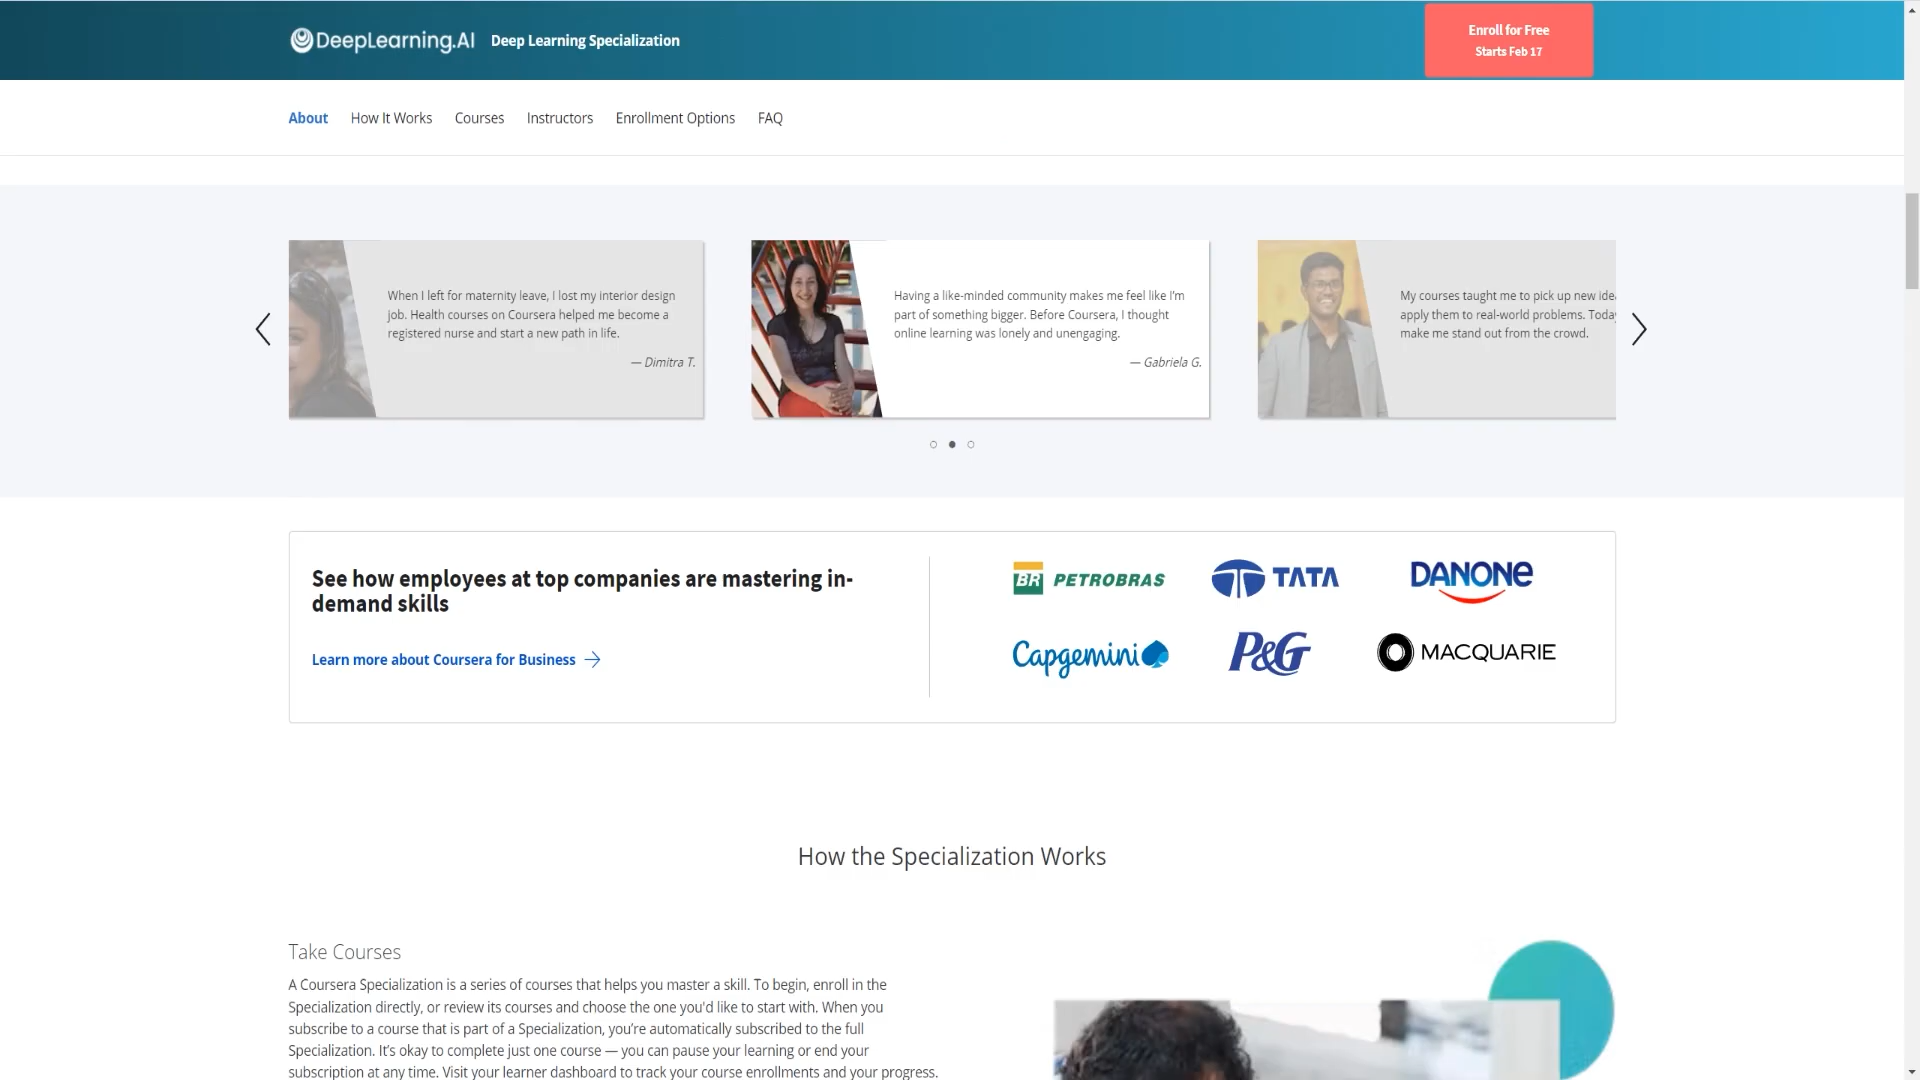 DeepLearning.AI Deep Learning Specialization
Enroll for Free
Starts Feb 17
About How It Works Courses Instructors Enrollment Options FAQ
When I left for maternity leave, I lost my interior design
job. Health courses on Coursera helped me become a
registered nurse and start a new path in life.
— Dimitra T.
Having a like-minded community makes me feel like I'm
part of something bigger. Before Coursera, I thought
online learning was lonely and unengaging.
— Gabriela G.
My courses taught me to pick up new
apply them to real-world problems.
make me stand out from the crowd.
See how employees at top companies are mastering in-
demand skills
Learn more about Coursera for Business
BR PETROBRAS
TATA
DANONE
Capgemini
P&G
MACQUARIE
How the Specialization Works
Take Courses
A Coursera Specialization is a series of courses that helps you master a skill. To begin, enroll in the
Specialization directly, or review its courses and choose the one you'd like to start with. When you
subscribe to a course that is part of a Specialization, you're automatically subscribed to the full
Specialization. It's okay to complete just one course — you can pause your learning or end your
subscription at any time. Visit your learner dashboard to track your course enrollments and your progress.